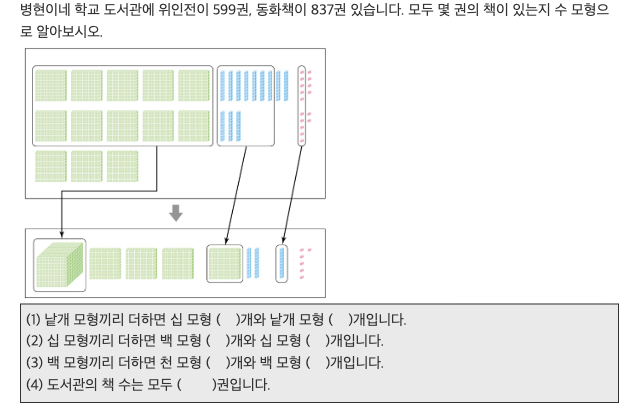 병현이네 학교 도서관에 위인전이 599권, 동화책이 837권 있습니다. 모두 몇 권의 책이 있는지 수 모형으
로 알아보시오.
(1) 낱개 모형끼리 더하면 십 모형 (    )개와 낱개 모형 (    )개입니다.
(2) 십 모형끼리 더하면 백 모형 (    )개와 십 모형 (    )개입니다.
(3) 백 모형끼리 더하면 천 모형 (    )개와 백 모형 (    )개입니다.
(4) 도서관의 책 수는 모두 (        )권입니다.